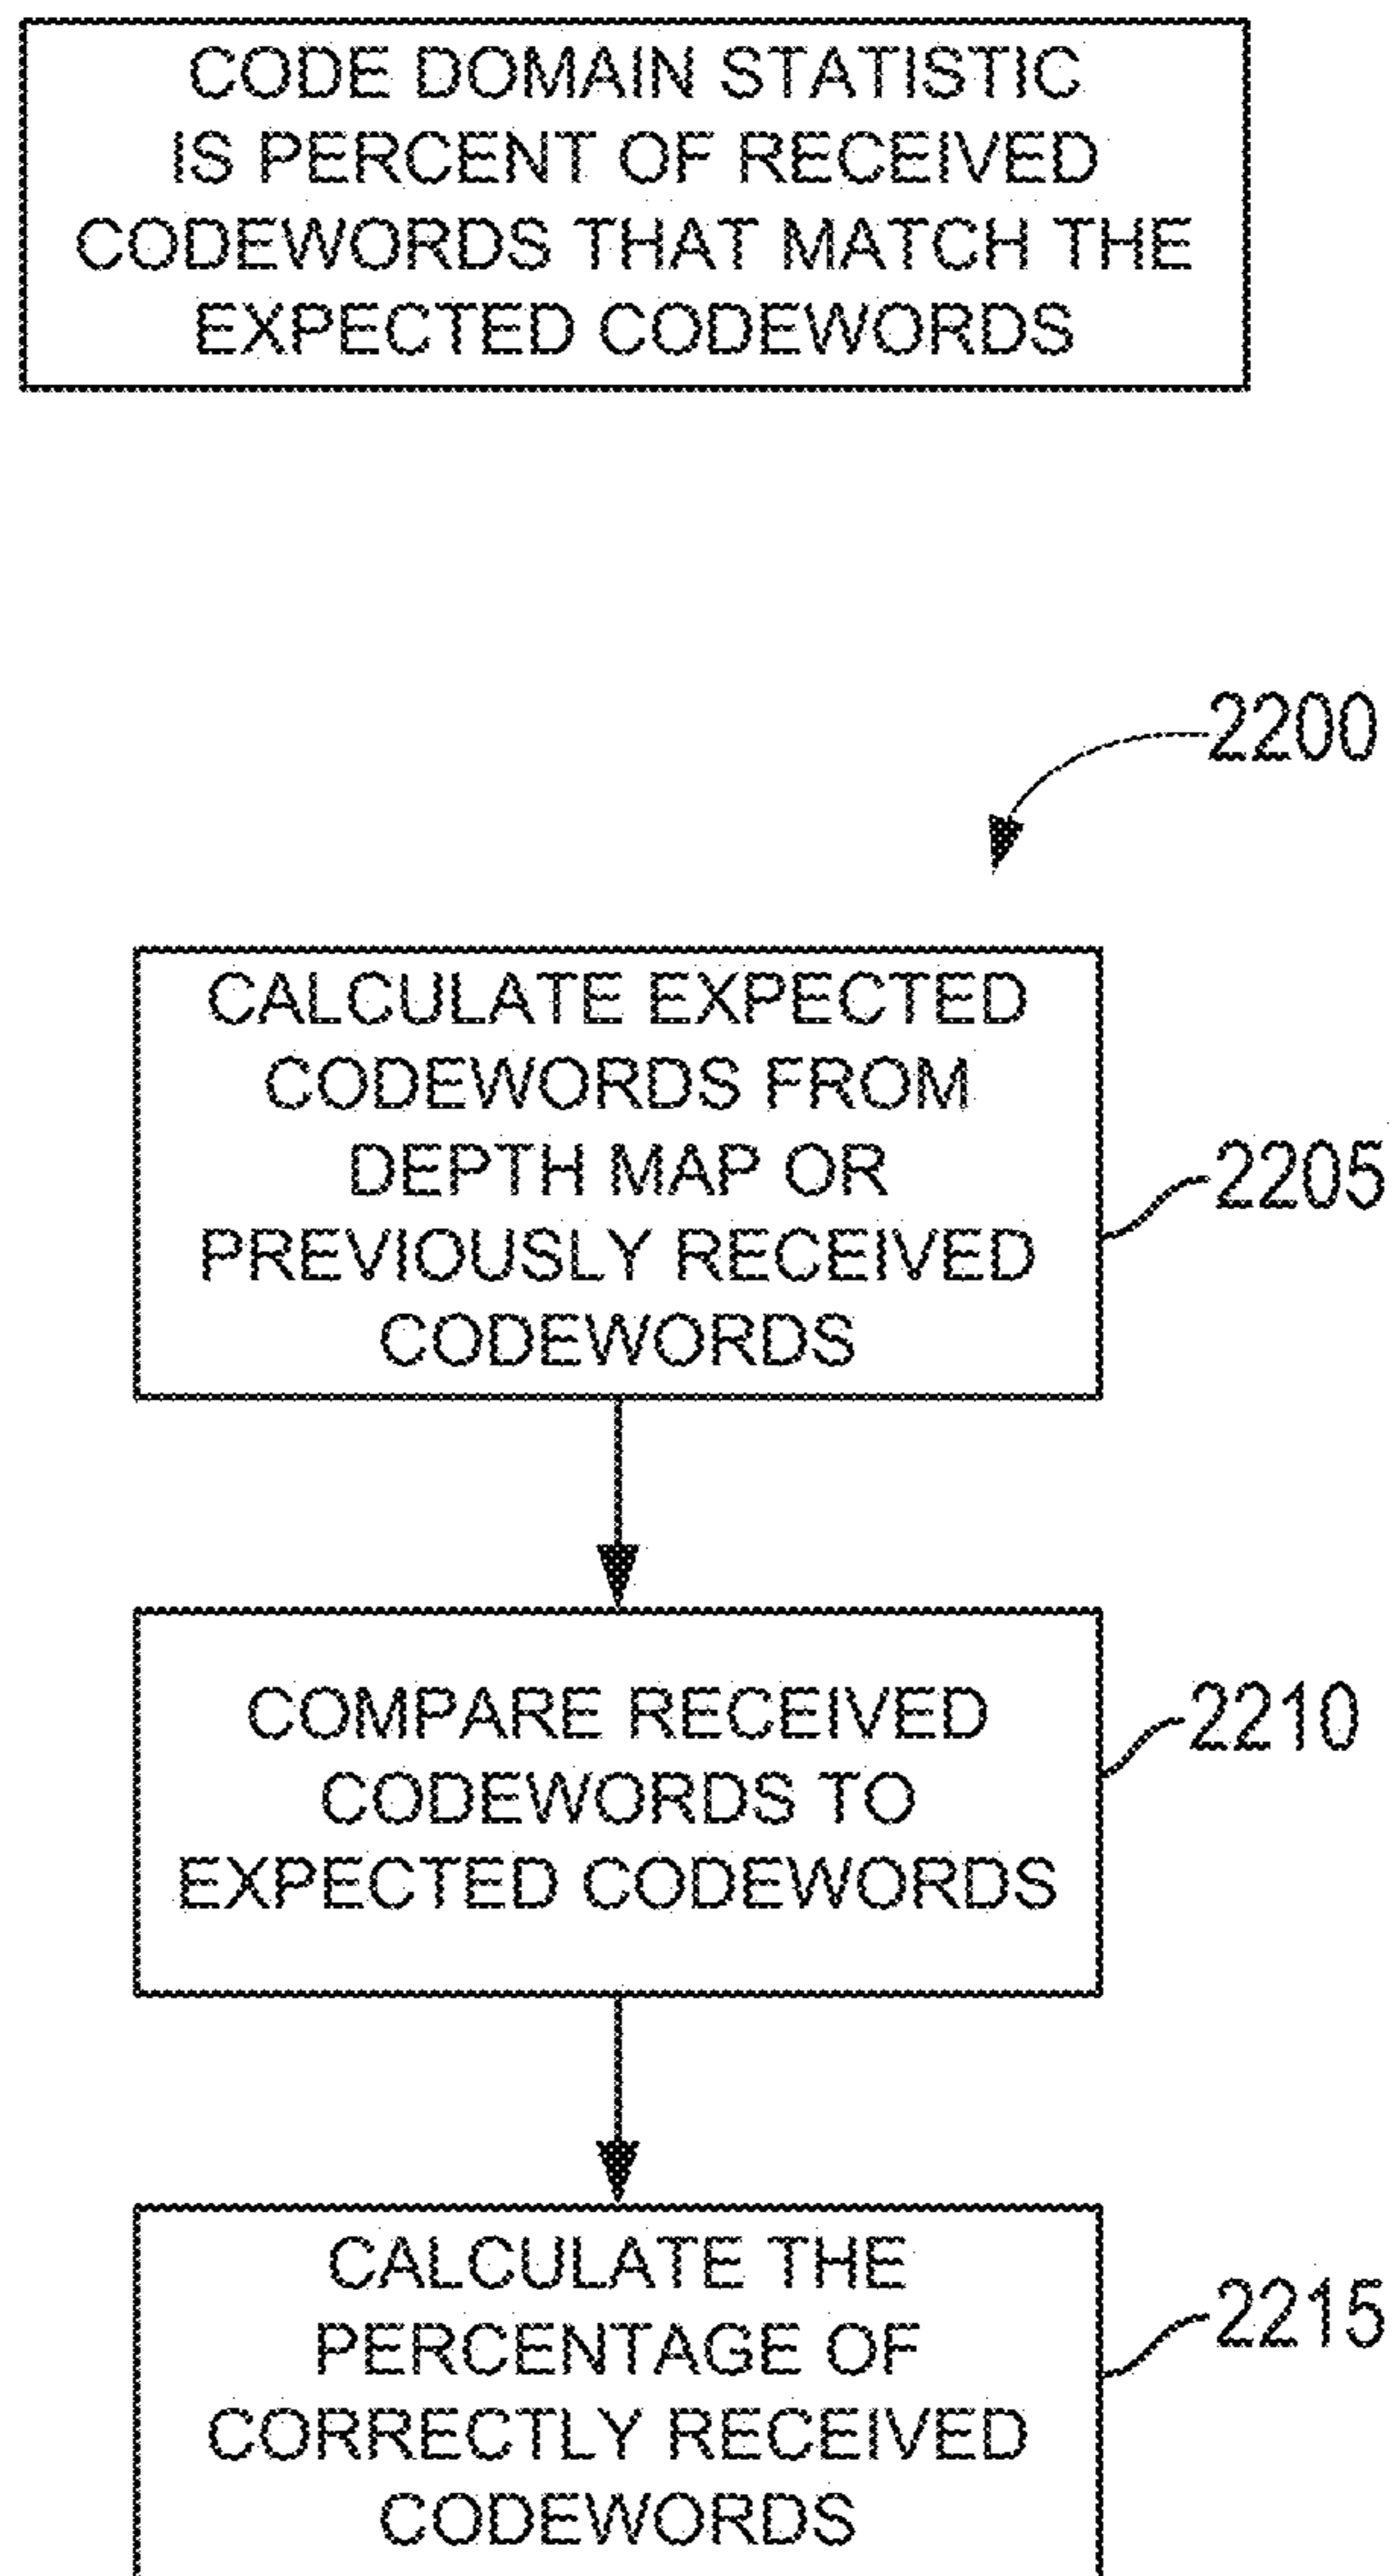 CODE DOMAIN STATISTIC
IS PERCENT OF RECEIVED
CODEWORDS THAT MATCH THE
EXPECTED CODEWORDS
2200
CALCULATE EXPECTED
CODEWORDS FROM
DEPTH MAP OR
PREVIOUSLY RECEIVED
CODEWORDS
2205
COMPARE RECEIVED
CODEWORDS TO
EXPECTED CODEWORDS
2210
CALCULATE THE
PERCENTAGE OF
CORRECTLY RECEIVED
CODEWORDS
2215